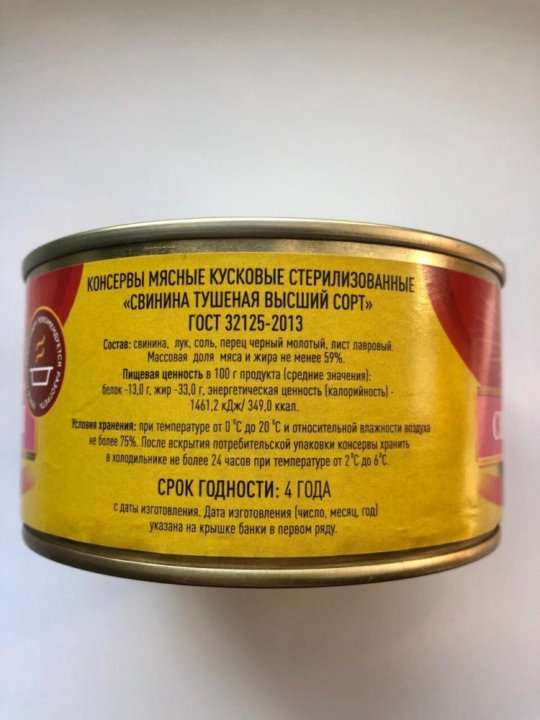 КОНСЕРВЫ МЯСНЫЕ КУСКОВЫЕ СТЕРИЛИЗОВАННЫЕ
«СВИНИНА ТУШЕНАЯ ВЫСШИЙ СОРТ»
ГОСТ 32125-2013
Состав: свинина, лук, соль, перец черный молотый, лист лавровый.
Массовая доля мяса и жира не менее 59%.
Пищевая ценность в 100 г продукта (средние значения):
белок -13,0 г, жир -33,0 г, энергетическая ценность (калорийность) -
1461,2 кДж/ 349,0 ккал.
Условия хранения: при температуре от 0 °С до 20 °С и относительной влажности воздуха
не более 75%. После вскрытия потребительской упаковки консервы хранить
в холодильнике не более 24 часов при температуре от 2°С до 6°С.
СРОК ГОДНОСТИ: 4 ГОДА
с даты изготовления. Дата изготовления (число, месяц, год)
указана на крышке банки в первом ряду.
РЕКОМЕНДУЕТСЯ РАЗОГРЕТЬ